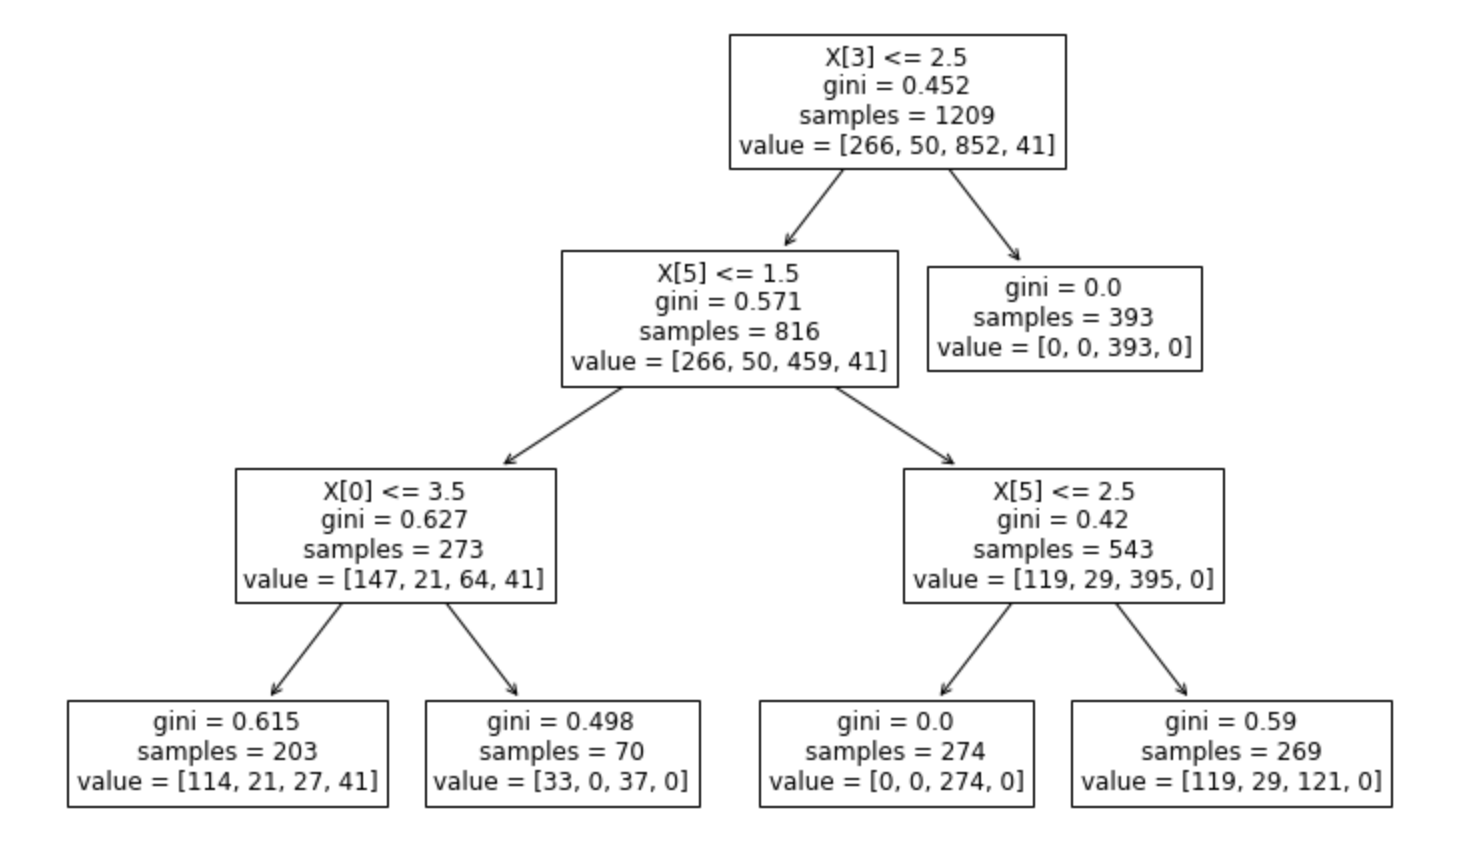 X[3] <= 2.5
gini = 0.452
samples = 1209
value = [266, 50, 852, 41]
X[5] <= 1.5
gini = 0.571
samples = 816
value = [266, 50, 459, 41]
gini = 0.0
samples = 393
value = [0, 0, 393, 0]
X[0] <= 3.5
gini = 0.627
samples = 273
value = [147, 21, 64, 41]
X[5] <= 2.5
gini = 0.42
samples = 543
value = [119, 29, 395, 0]
gini = 0.615
samples = 203
value = [114, 21, 27, 41]
gini = 0.498
samples = 70
value = [33, 0, 37, 0]
gini = 0.0
samples = 274
value = [0, 0, 274, 0]
gini = 0.59
samples = 269
value = [119, 29, 121, 0]